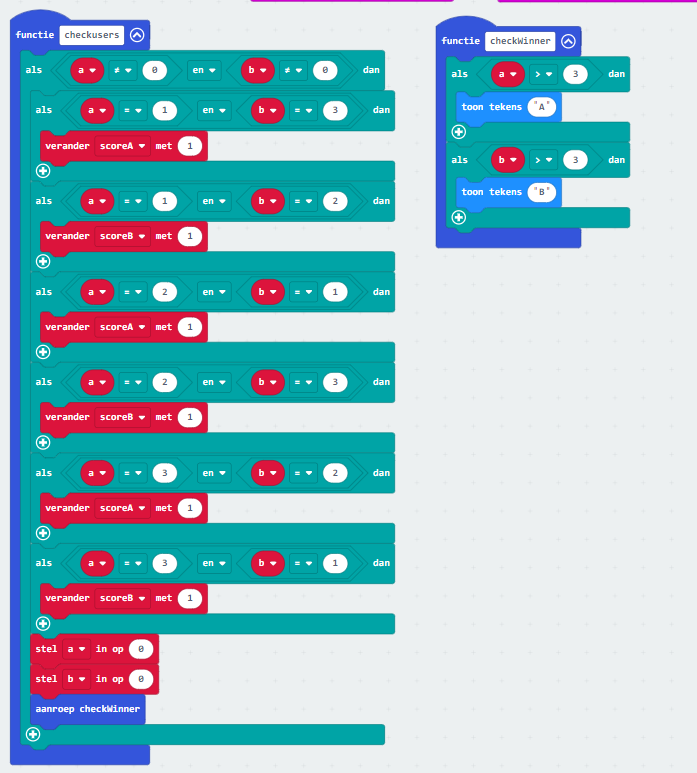 functie checkusers
als a ≠ 0 en b ≠ 0 dan
als a = 1 en b = 3 dan
verander scoreA met 1
als a = 1 en b = 2 dan
verander scoreB met 1
als a = 2 en b = 1 dan
verander scoreA met 1
als a = 2 en b = 3 dan
verander scoreB met 1
als a = 3 en b = 2 dan
verander scoreA met 1
als a = 3 en b = 1 dan
verander scoreB met 1
stel a in op 0
stel b in op 0
aanroep checkWinner
functie checkWinner
als a > 3 dan
toon tekens "A"
als b > 3 dan
toon tekens "B"